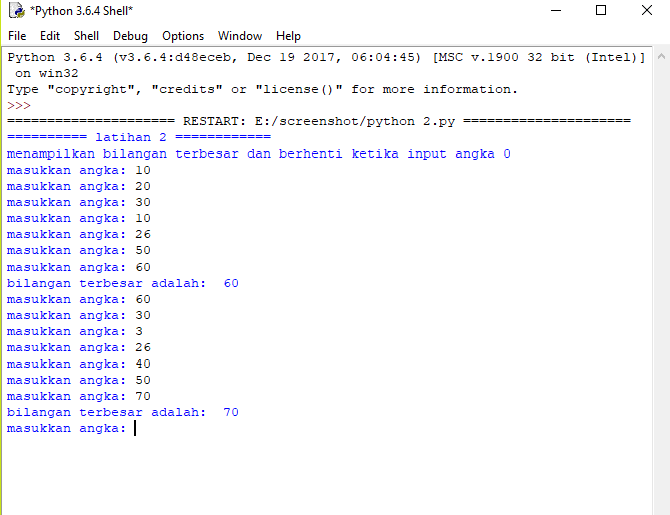 *Python 3.6.4 Shell*
File Edit Shell Debug Options Window Help
Python 3.6.4 (v3.6.4:d48eceb, Dec 19 2017, 06:04:45) [MSC v.1900 32 bit (Intel)]
on win32
Type "copyright", "credits" or "license()" for more information.
>>>
===================== RESTART: E:/screenshot/python 2.py =====================
========== latihan 2 ============
menampilkan bilangan terbesar dan berhenti ketika input angka 0
masukkan angka: 10
masukkan angka: 20
masukkan angka: 30
masukkan angka: 10
masukkan angka: 26
masukkan angka: 50
masukkan angka: 60
bilangan terbesar adalah:  60
masukkan angka: 60
masukkan angka: 30
masukkan angka: 3
masukkan angka: 26
masukkan angka: 40
masukkan angka: 50
masukkan angka: 70
bilangan terbesar adalah:  70
masukkan angka: